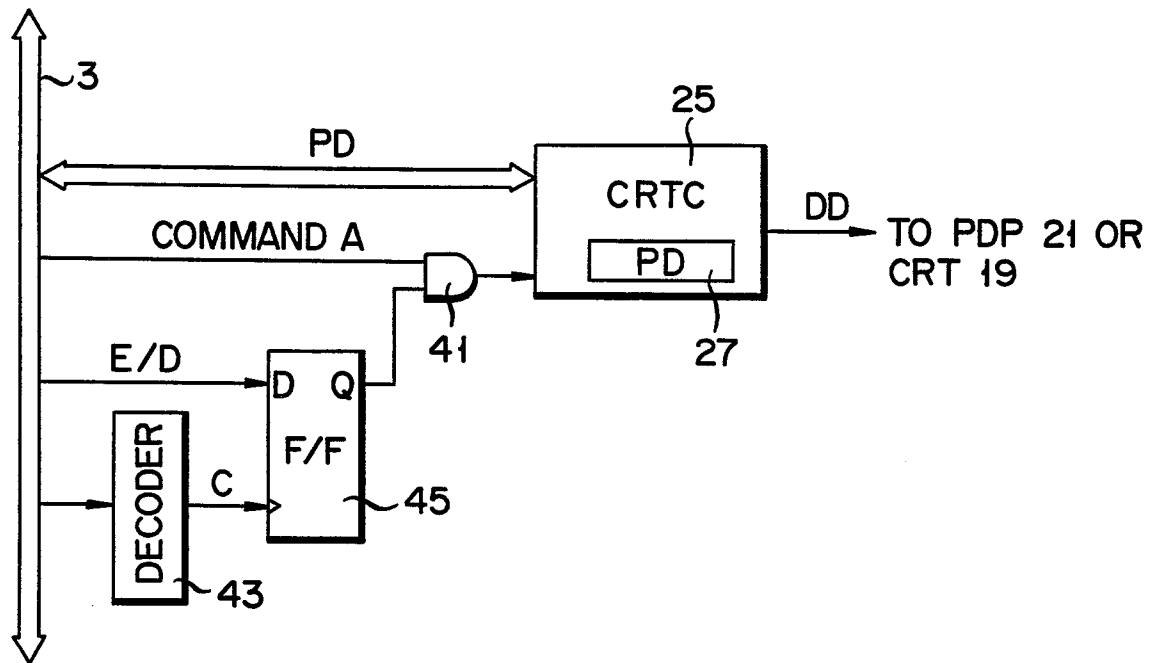 3
25
PD
CRTC
DD
COMMAND A
PD
TO PDP 21 OR
CRT 19
41
27
E/D
D Q
F/F
DECODER
C
45
43